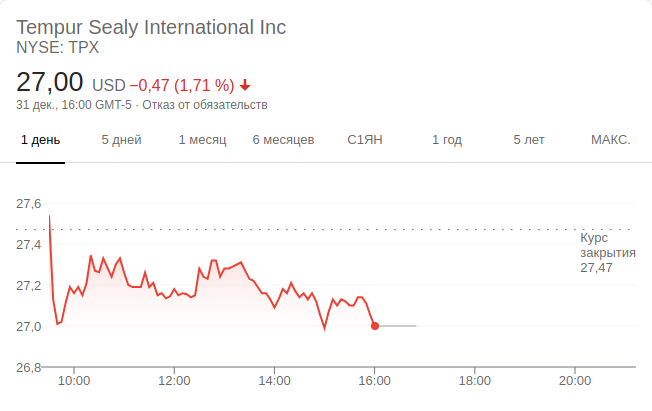 Tempur Sealy International Inc
NYSE: TPX
27,00 USD −0,47 (1,71 %)
31 дек., 16:00 GMT-5 · Отказ от обязательств
1 день 5 дней 1 месяц 6 месяцев С1ЯН 1 год 5 лет МАКС.
27,6
Курс
27,4
закрытия
27,47
27,2
27,0
26,8
10:00 12:00 14:00 16:00 18:00 20:00